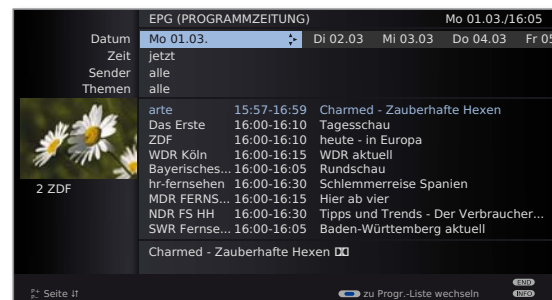 EPG (PROGRAMMZEITUNG) Mo 01.03./16:05
Datum Mo 01.03. Di 02.03 Mi 03.03 Do 04.03 Fr 05
Zeit jetzt
Sender alle
Themen alle
arte 15:57-16:59 Charmed - Zauberhafte Hexen
Das Erste 16:00-16:10 Tagesschau
ZDF 16:00-16:10 heute - in Europa
WDR Köln 16:00-16:15 WDR aktuell
Bayerisches... 16:00-16:05 Rundschau
hr-fernsehen 16:00-16:30 Schlemmerreise Spanien
MDR FERNS... 16:00-16:15 Hier ab vier
NDR FS HH 16:00-16:30 Tipps und Trends - Der Verbraucher...
SWR Fernse... 16:00-16:05 Baden-Württemberg aktuell
2 ZDF
Charmed - Zauberhafte Hexen
END
P+ P- Seite zu Progr.-Liste wechseln INFO